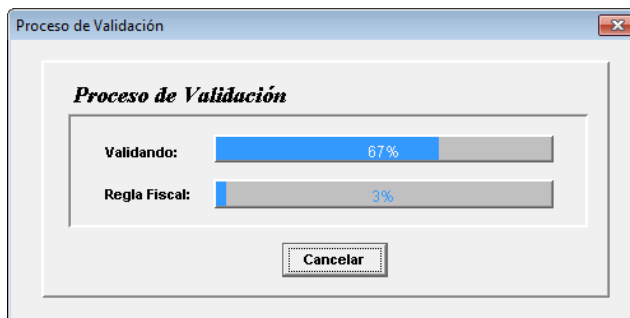 Proceso de Validación
Proceso de Validación
Validando: 67%
Regla Fiscal: 3%
Cancelar